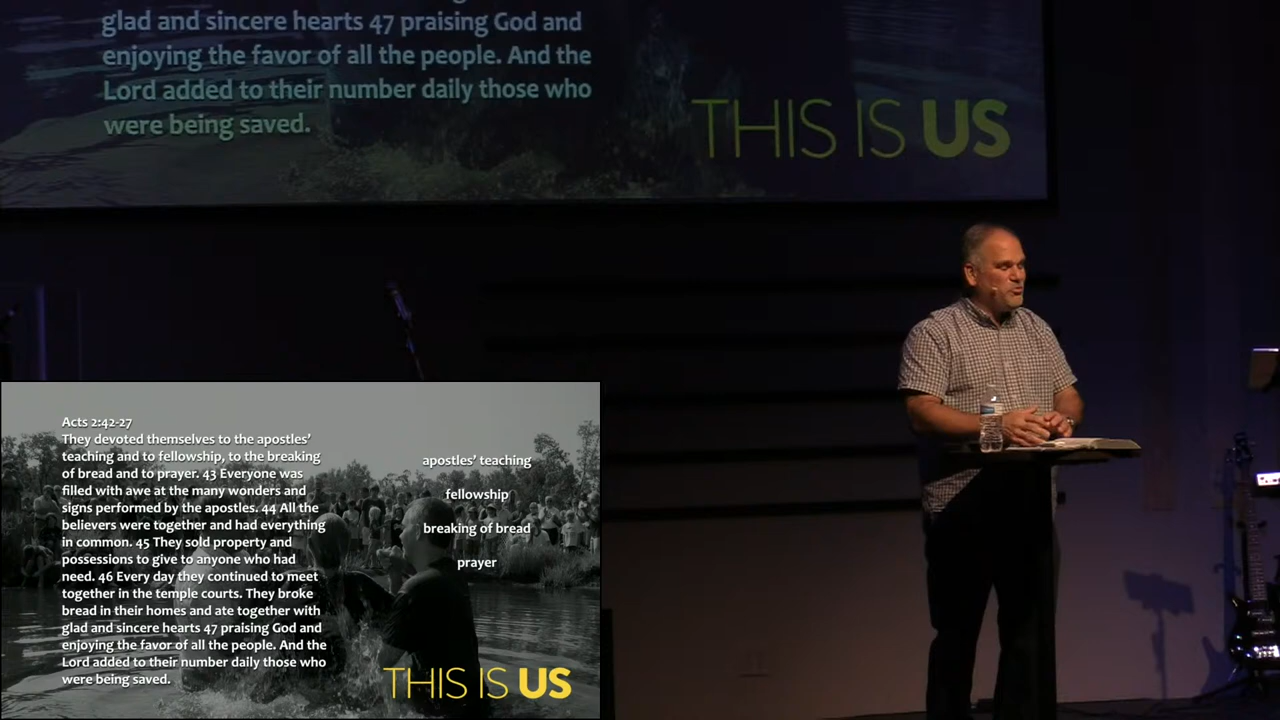 glad and sincere hearts 47 praising God and
enjoying the favor of all the people. And the
Lord added to their number daily those who
were being saved.
THIS IS US
Acts 2:42-27
They devoted themselves to the apostles'
teaching and to fellowship, to the breaking
of bread and to prayer. 43 Everyone was
filled with awe at the many wonders and
signs performed by the apostles. 44 All the
believers were together and had everything
in common. 45 They sold property and
possessions to give to anyone who had
need. 46 Every day they continued to meet
together in the temple courts. They broke
bread in their homes and ate together with
glad and sincere hearts 47 praising God and
enjoying the favor of all the people. And the
Lord added to their number daily those who
were being saved.
apostles' teaching
fellowship
breaking of bread
prayer
THIS IS US